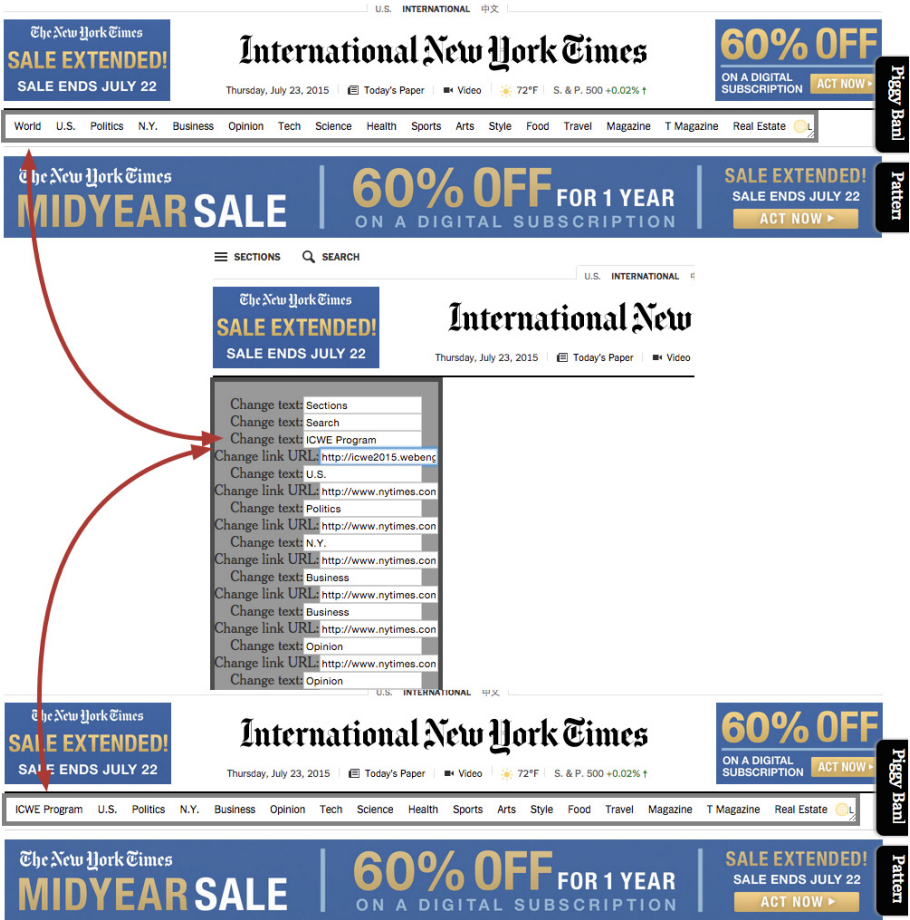 U.S. INTERNATIONAL 中文
The New York Times
SALE EXTENDED!
SALE ENDS JULY 22
International New York Times
Thursday, July 23, 2015 Today's Paper Video 72°F S. & P. 500 +0.02% ↑
60% OFF
ON A DIGITAL
SUBSCRIPTION
ACT NOW ▸
Piggy Bank
World U.S. Politics N.Y. Business Opinion Tech Science Health Sports Arts Style Food Travel Magazine T Magazine Real Estate L
The New York Times
MIDYEAR SALE
60% OFF FOR 1 YEAR
ON A DIGITAL SUBSCRIPTION
SALE EXTENDED!
SALE ENDS JULY 22
ACT NOW ▸
Pattern
SECTIONS SEARCH
U.S. INTERNATIONAL
The New York Times
SALE EXTENDED!
SALE ENDS JULY 22
International New
Thursday, July 23, 2015 Today's Paper Video
Change text: Sections
Change text: Search
Change text: ICWE Program
Change link URL: http://icwe2015.webeng
Change text: U.S.
Change link URL: http://www.nytimes.con
Change text: Politics
Change link URL: http://www.nytimes.con
Change text: N.Y.
Change link URL: http://www.nytimes.con
Change text: Business
Change link URL: http://www.nytimes.con
Change text: Business
Change link URL: http://www.nytimes.con
Change text: Opinion
Change link URL: http://www.nytimes.con
Change text: Opinion
U.S. INTERNATIONAL 中文
The New York Times
SALE EXTENDED!
SALE ENDS JULY 22
International New York Times
Thursday, July 23, 2015 Today's Paper Video 72°F S. & P. 500 +0.02% ↑
60% OFF
ON A DIGITAL
SUBSCRIPTION
ACT NOW ▸
Piggy Bank
ICWE Program U.S. Politics N.Y. Business Opinion Tech Science Health Sports Arts Style Food Travel Magazine T Magazine Real Estate L
The New York Times
MIDYEAR SALE
60% OFF FOR 1 YEAR
ON A DIGITAL SUBSCRIPTION
SALE EXTENDED!
SALE ENDS JULY 22
ACT NOW ▸
Pattern